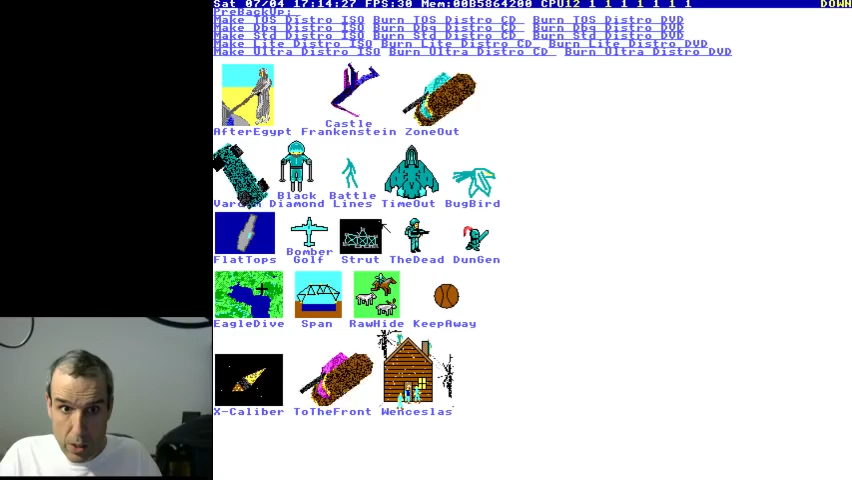 Sat 07/04 17:14:27 FPS:30 Mem:00B5864200 CPU12 1 1 1 1 1 1 1 DOWN
PreBackUp:
Make TOS Distro ISO Burn TOS Distro CD Burn TOS Distro DVD
Make Dbg Distro ISO Burn Dbg Distro CD Burn Dbg Distro DVD
Make Std Distro ISO Burn Std Distro CD Burn Std Distro DVD
Make Lite Distro ISO Burn Lite Distro CD Burn Lite Distro DVD
Make Ultra Distro ISO Burn Ultra Distro CD Burn Ultra Distro DVD
Castle
AfterEgypt Frankenstein ZoneOut
Black Battle
Diamond Lines TimeOut BugBird
Bomber
FlatTops Golf Strut TheDead DunGen
EagleDive Span RawHide KeepAway
X-Caliber ToTheFront Wenceslas